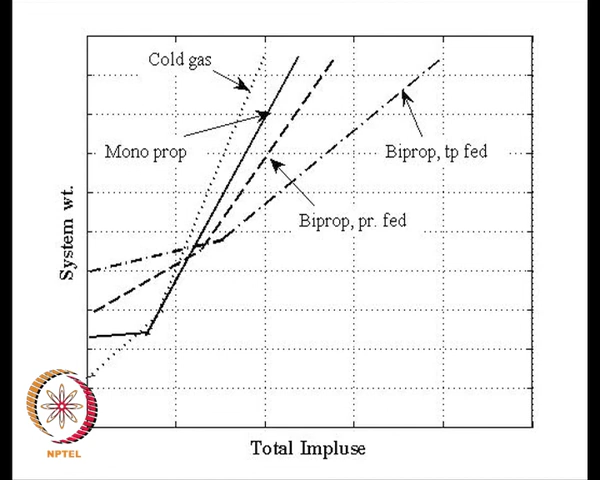 Cold gas
Mono prop
Biprop, tp fed
Biprop, pr. fed
System wt.
Total Impluse
NPTEL